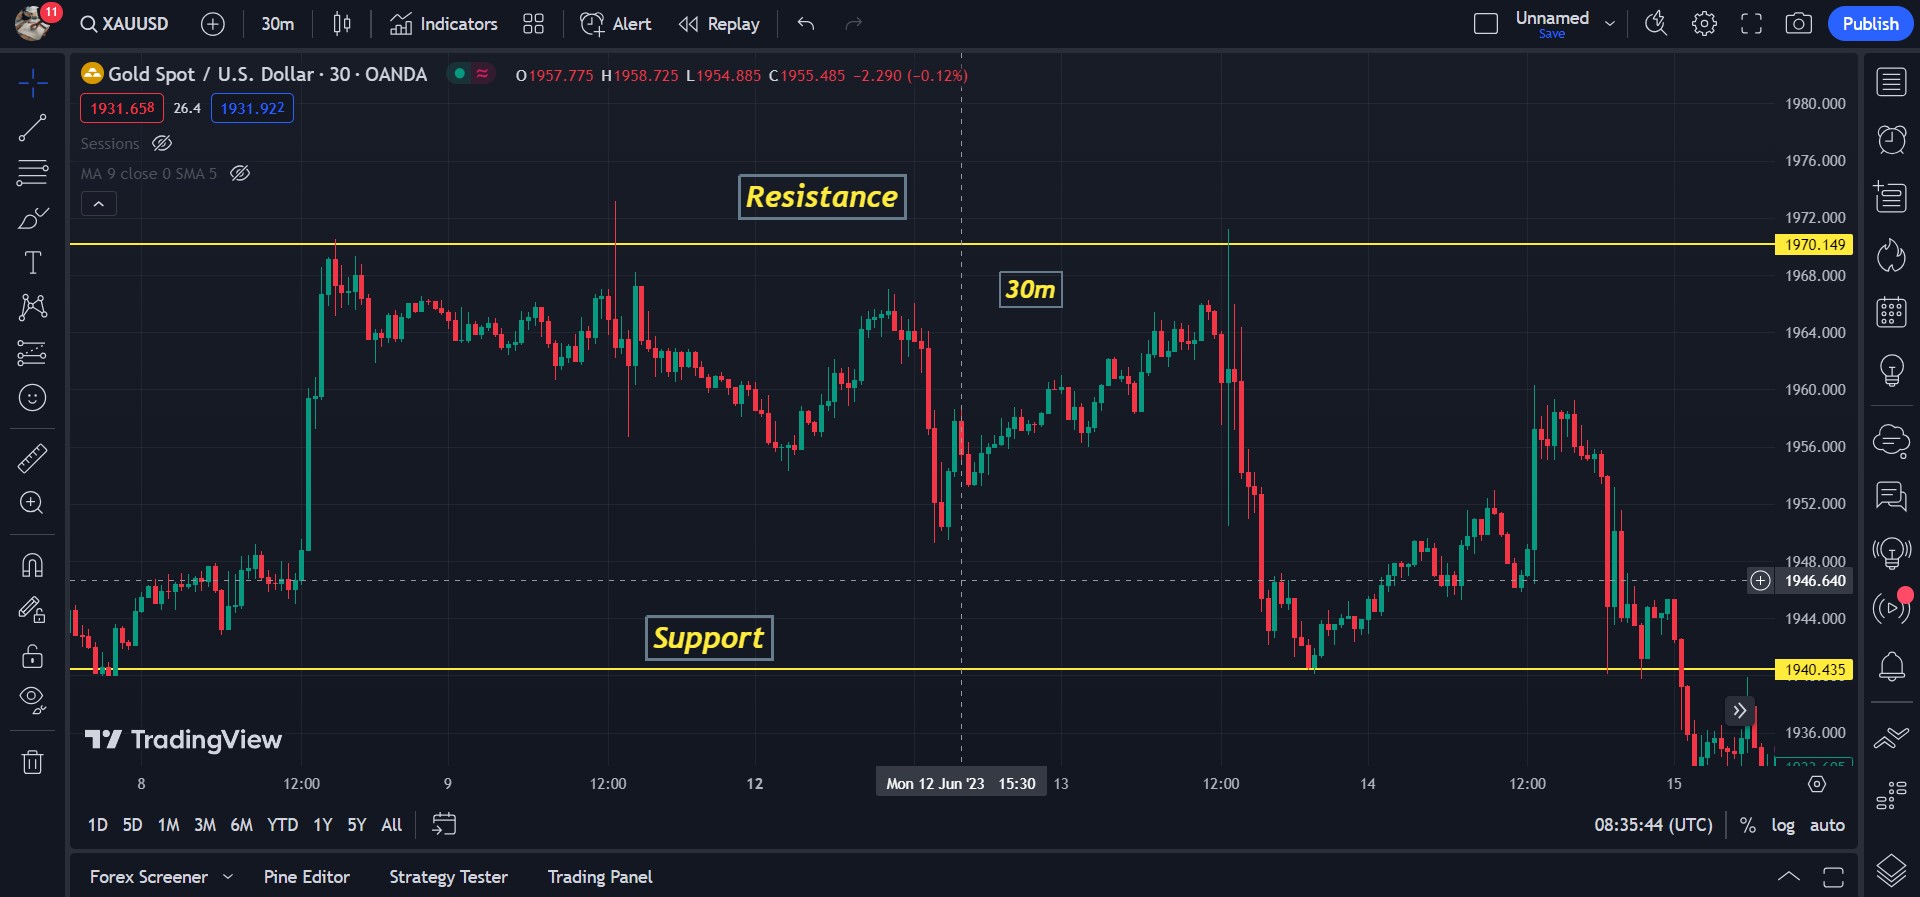 11
XAUUSD
30m
Indicators
Alert
Replay
Unnamed
Save
Publish
Gold Spot / U.S. Dollar · 30 · OANDA
O1957.775 H1958.725 L1954.885 C1955.485 −2.290 (−0.12%)
1931.658
26.4
1931.922
Sessions
MA 9 close 0 SMA 5
Resistance
30m
Support
1980.000
1976.000
1972.000
1970.149
1968.000
1964.000
1960.000
1956.000
1952.000
1948.000
1946.640
1944.000
1940.435
1936.000
TradingView
8
12:00
9
12:00
12
Mon 12 Jun '23 15:30
13
12:00
14
12:00
15
1D 5D 1M 3M 6M YTD 1Y 5Y All
08:35:44 (UTC)
% log auto
Forex Screener
Pine Editor
Strategy Tester
Trading Panel